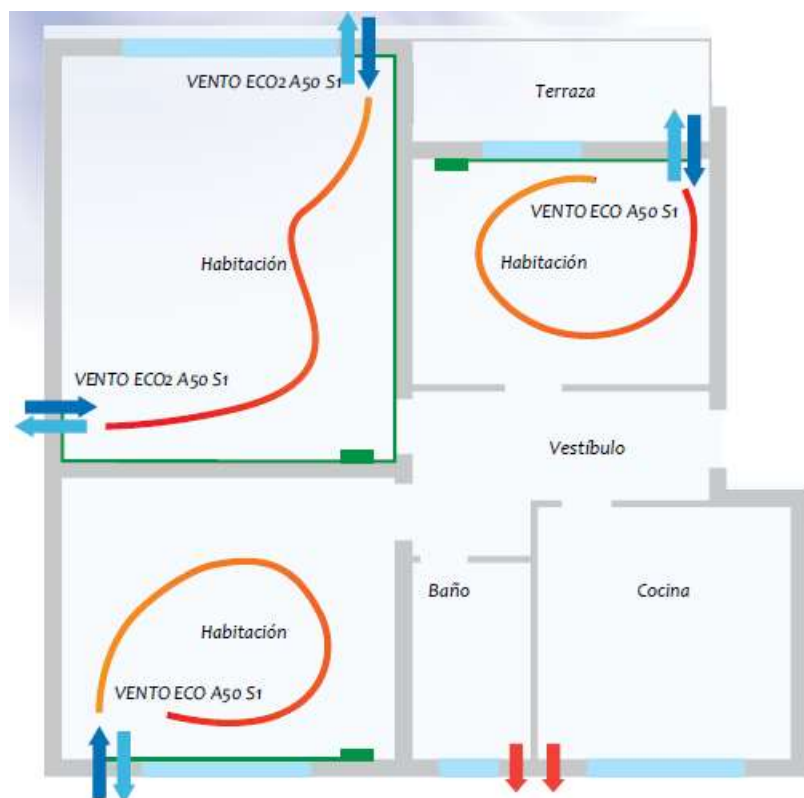 VENTO ECO2 A50 S1
Terraza
VENTO ECO A50 S1
Habitación
Habitación
VENTO ECO2 A50 S1
Vestíbulo
Baño
Cocina
Habitación
VENTO ECO A50 S1